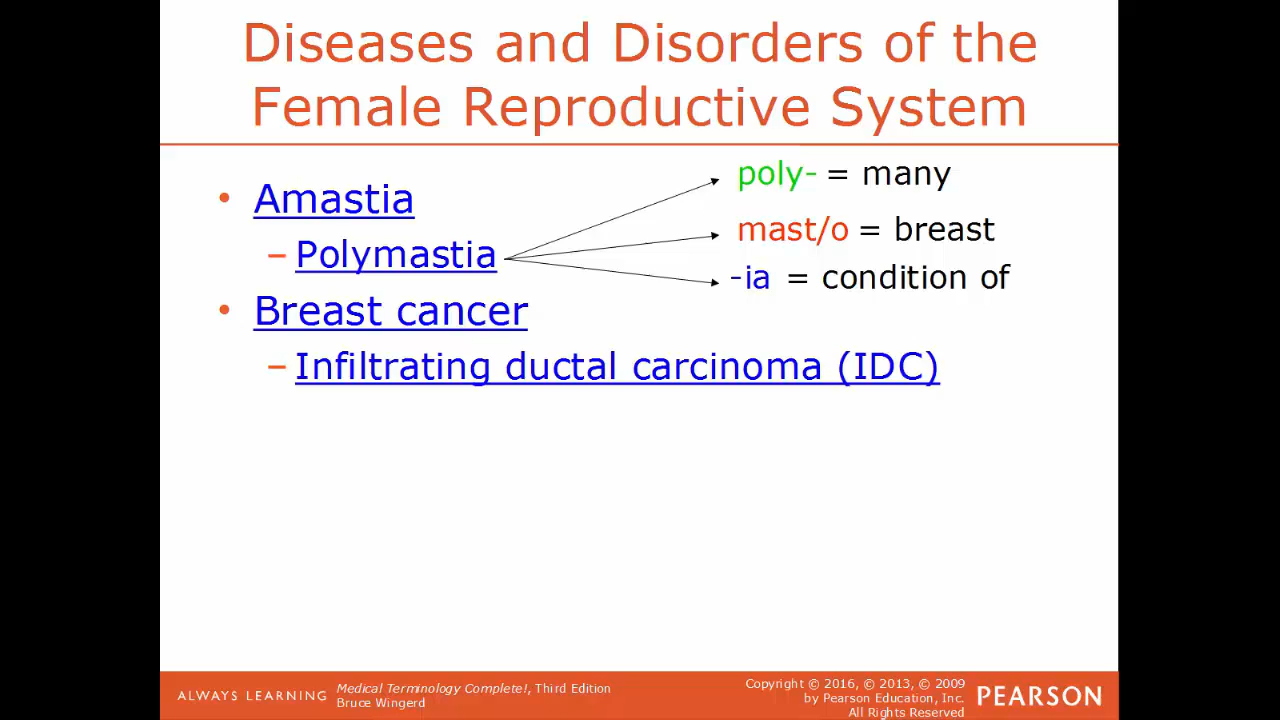 Diseases and Disorders of the
Female Reproductive System
• Amastia
– Polymastia
poly- = many
mast/o = breast
-ia = condition of
• Breast cancer
– Infiltrating ductal carcinoma (IDC)
ALWAYS LEARNING
Medical Terminology Complete!, Third Edition
Bruce Wingerd
Copyright © 2016, © 2013, © 2009
by Pearson Education, Inc.
All Rights Reserved
PEARSON